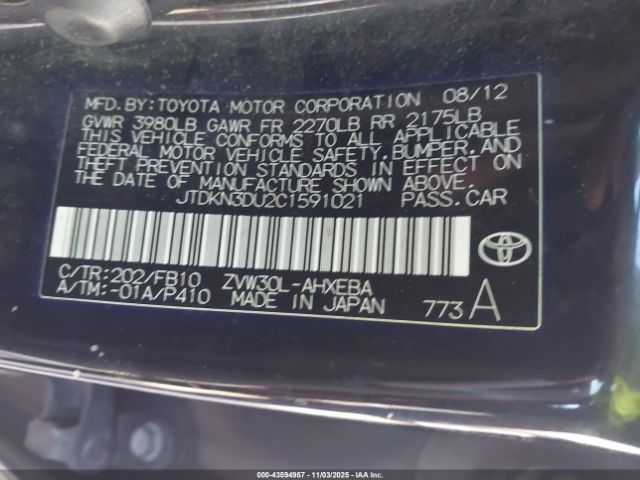 MFD. BY: TOYOTA MOTOR CORPORATION 08/12
GVWR 3980LB GAWR FR 2270LB RR 2175LB
THIS VEHICLE CONFORMS TO ALL APPLICABLE
FEDERAL MOTOR VEHICLE SAFETY, BUMPER, AND
THEFT PREVENTION STANDARDS IN EFFECT ON
THE DATE OF MANUFACTURE SHOWN ABOVE.
JTDKN3DU2C1591021 PASS. CAR
C/TR: 202/FB10 ZVW30L-AHXEBA
A/TM: -01A/P410 MADE IN JAPAN 773 A
000-43594957 - 11/03/2025 - IAAI.COM